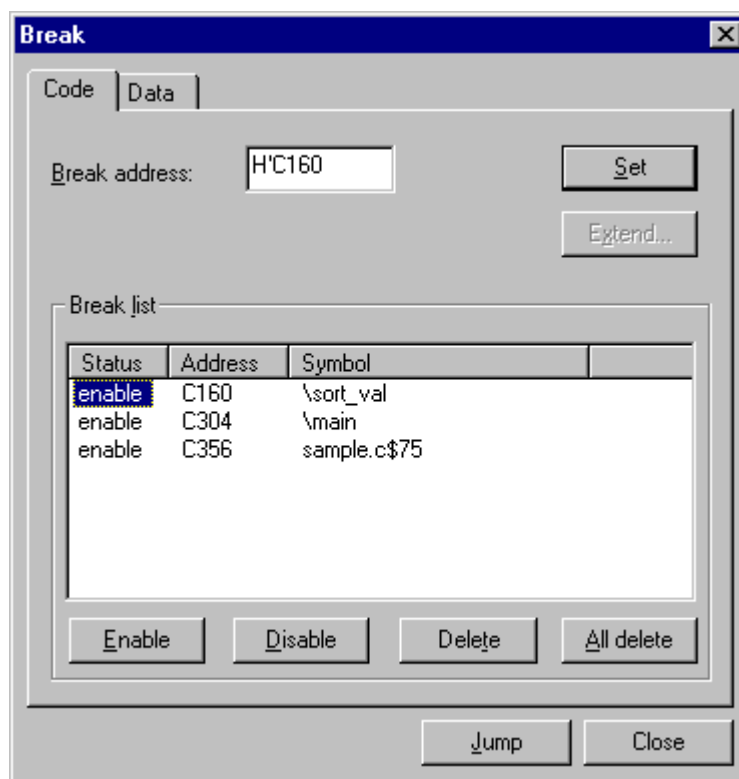 Break
Code Data
Break address: H'C160 Set
Extend...
Break list
Status Address Symbol
enable C160 \sort_val
enable C304 \main
enable C356 sample.c$75
Enable Disable Delete All delete
Jump Close